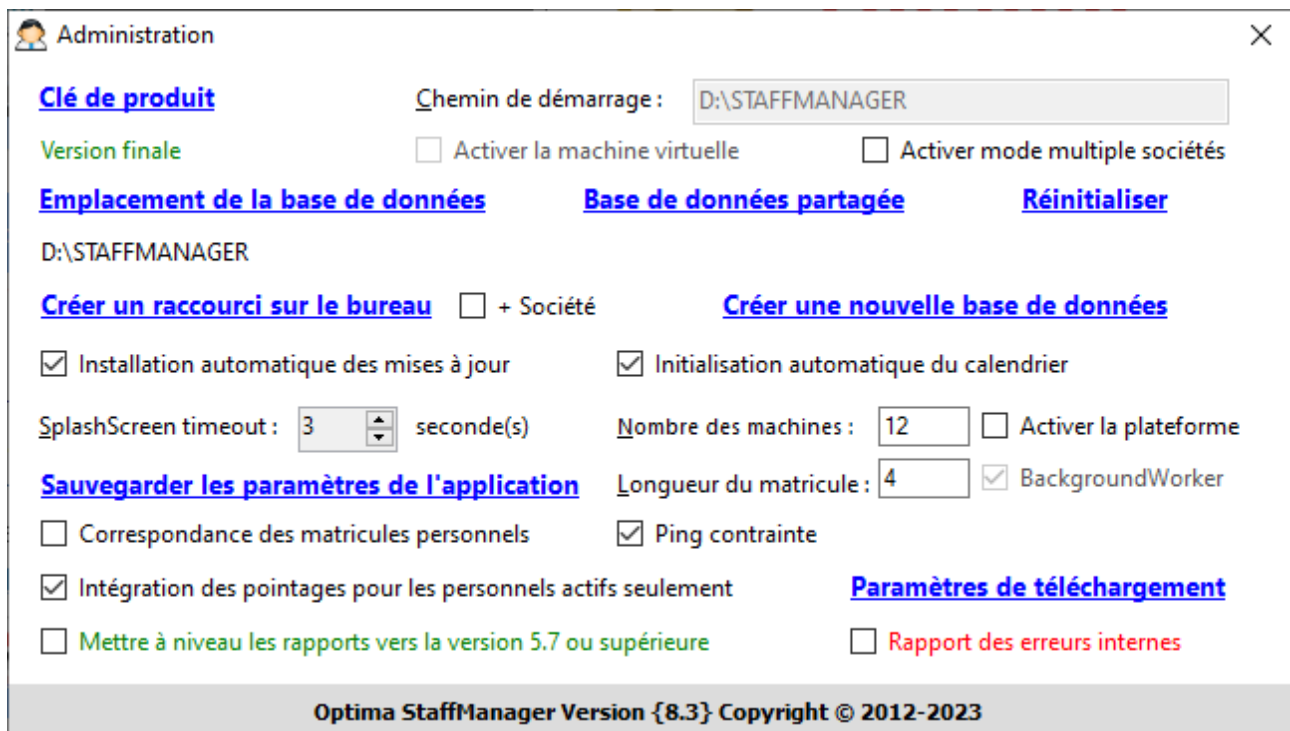 Administration
Clé de produit Chemin de démarrage : D:\STAFFMANAGER
Version finale Activer la machine virtuelle Activer mode multiple sociétés
Emplacement de la base de données Base de données partagée Réinitialiser
D:\STAFFMANAGER
Créer un raccourci sur le bureau + Société Créer une nouvelle base de données
Installation automatique des mises à jour Initialisation automatique du calendrier
SplashScreen timeout : 3 seconde(s) Nombre des machines : 12 Activer la plateforme
Sauvegarder les paramètres de l'application Longueur du matricule : 4 BackgroundWorker
Correspondance des matricules personnels Ping contrainte
Intégration des pointages pour les personnels actifs seulement Paramètres de téléchargement
Mettre à niveau les rapports vers la version 5.7 ou supérieure Rapport des erreurs internes
Optima StaffManager Version {8.3} Copyright © 2012-2023